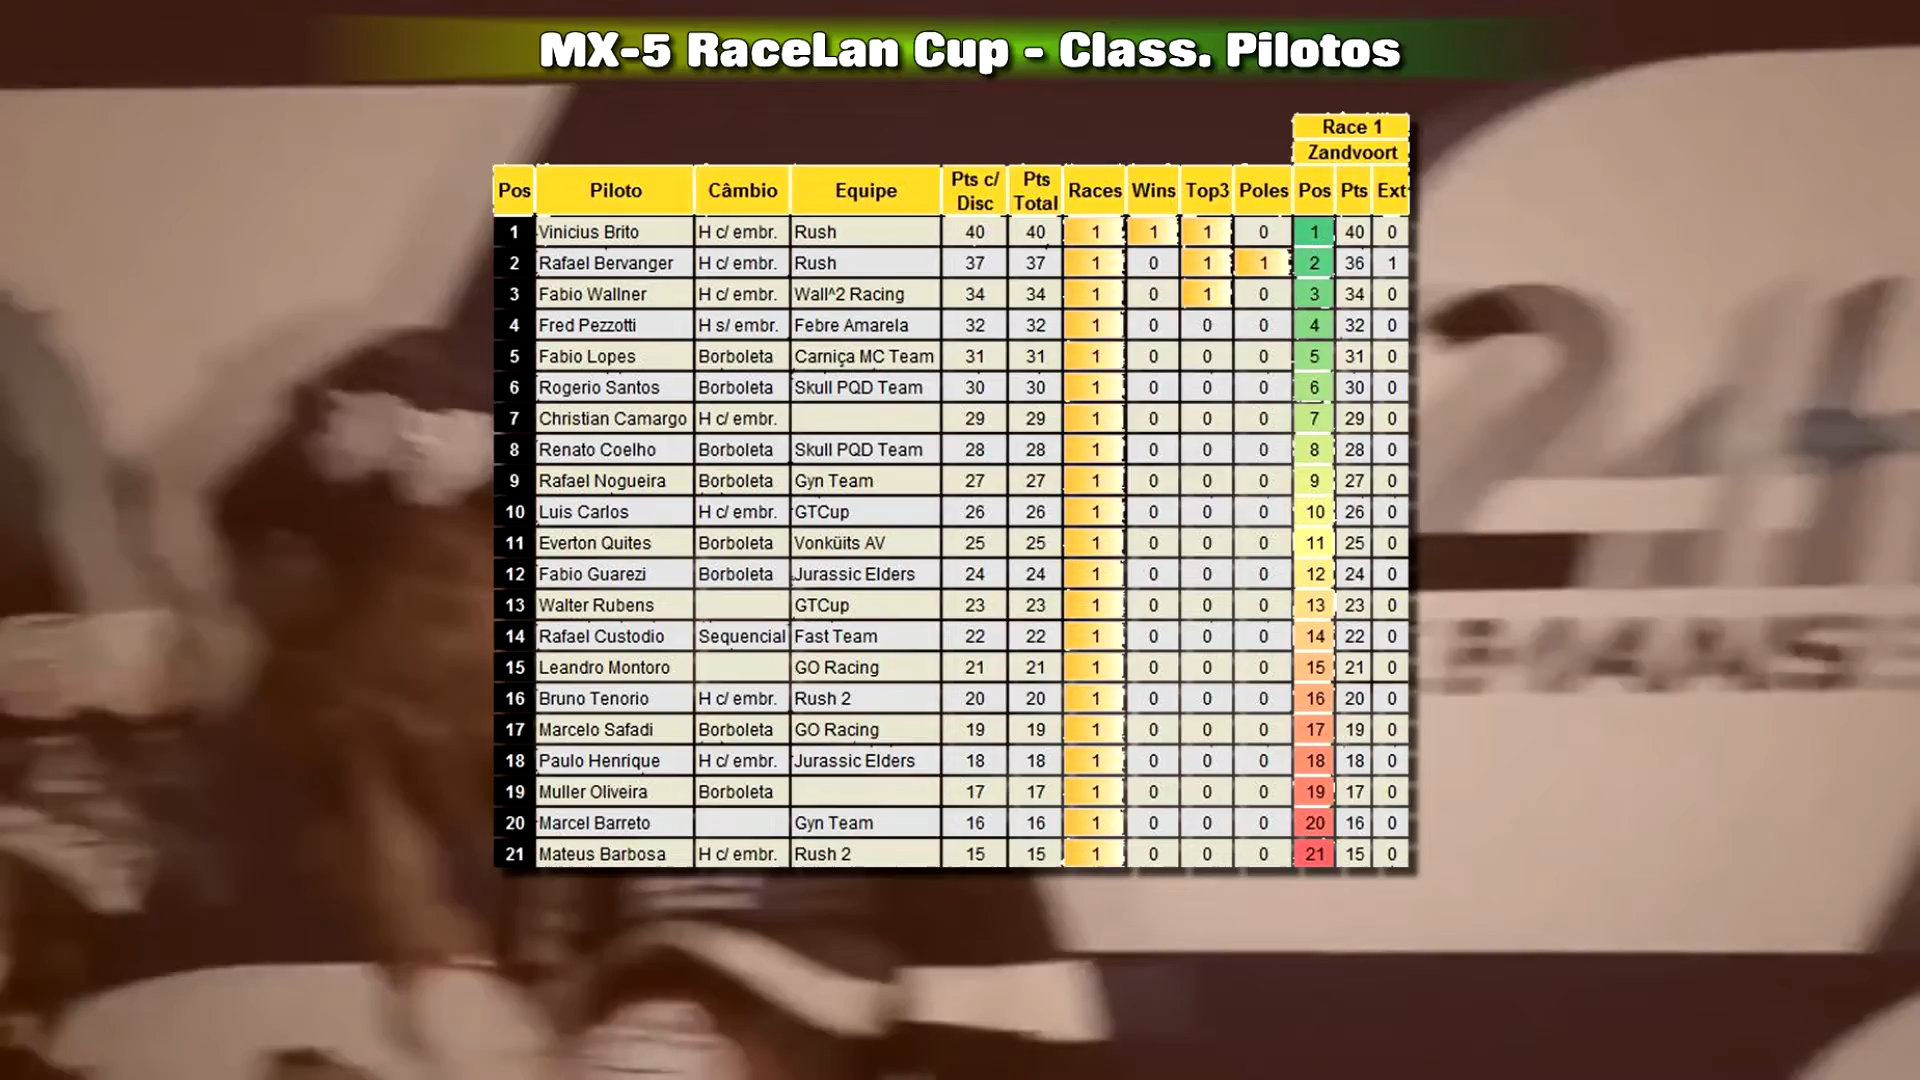 MX-5 RaceLan Cup - Class. Pilotos
Race 1
Zandvoort
Pos Piloto Câmbio Equipe Pts c/ Disc Pts Total Races Wins Top3 Poles Pos Pts Ext
1 Vinicius Brito H c/ embr. Rush 40 40 1 1 1 0 1 40 0
2 Rafael Bervanger H c/ embr. Rush 37 37 1 0 1 1 2 36 1
3 Fabio Wallner H c/ embr. Wall^2 Racing 34 34 1 0 1 0 3 34 0
4 Fred Pezzotti H s/ embr. Febre Amarela 32 32 1 0 0 0 4 32 0
5 Fabio Lopes Borboleta Carniça MC Team 31 31 1 0 0 0 5 31 0
6 Rogerio Santos Borboleta Skull PQD Team 30 30 1 0 0 0 6 30 0
7 Christian Camargo H c/ embr. 29 29 1 0 0 0 7 29 0
8 Renato Coelho Borboleta Skull PQD Team 28 28 1 0 0 0 8 28 0
9 Rafael Nogueira Borboleta Gyn Team 27 27 1 0 0 0 9 27 0
10 Luis Carlos H c/ embr. GTCup 26 26 1 0 0 0 10 26 0
11 Everton Quites Borboleta Vonküits AV 25 25 1 0 0 0 11 25 0
12 Fabio Guarezi Borboleta Jurassic Elders 24 24 1 0 0 0 12 24 0
13 Walter Rubens GTCup 23 23 1 0 0 0 13 23 0
14 Rafael Custodio Sequencial Fast Team 22 22 1 0 0 0 14 22 0
15 Leandro Montoro GO Racing 21 21 1 0 0 0 15 21 0
16 Bruno Tenorio H c/ embr. Rush 2 20 20 1 0 0 0 16 20 0
17 Marcelo Safadi Borboleta GO Racing 19 19 1 0 0 0 17 19 0
18 Paulo Henrique H c/ embr. Jurassic Elders 18 18 1 0 0 0 18 18 0
19 Muller Oliveira Borboleta 17 17 1 0 0 0 19 17 0
20 Marcel Barreto Gyn Team 16 16 1 0 0 0 20 16 0
21 Mateus Barbosa H c/ embr. Rush 2 15 15 1 0 0 0 21 15 0
24